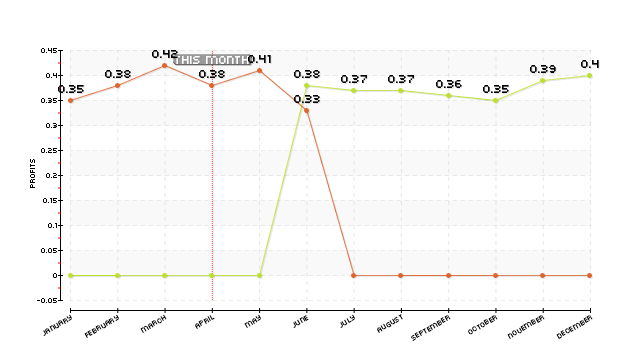 0.45
0.4
0.35
0.3
0.25
0.2
0.15
0.1
0.05
0
-0.05
PROFITS
0.35
0.38
0.42
THIS MONTH
0.38
0.41
0.38
0.33
0.37
0.37
0.36
0.35
0.39
0.4
JANUARY
FEBRUARY
MARCH
APRIL
MAY
JUNE
JULY
AUGUST
SEPTEMBER
OCTOBER
NOVEMBER
DECEMBER